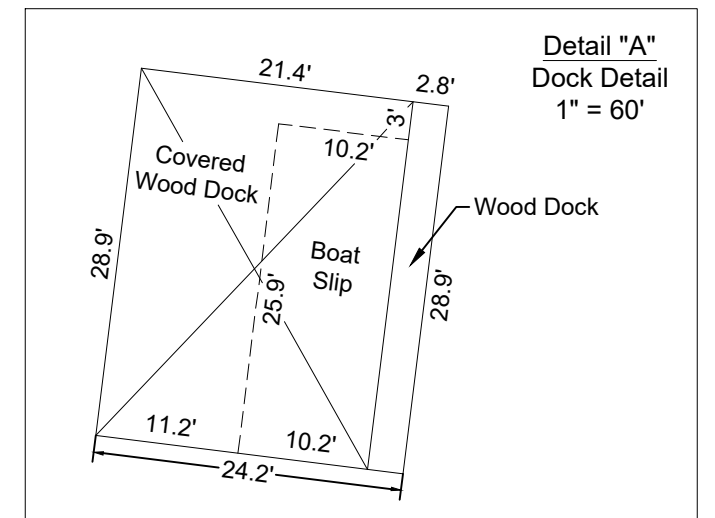 Detail "A"
Dock Detail
1" = 60'
21.4'
2.8'
3'
10.2'
Covered
Wood Dock
Wood Dock
Boat
Slip
28.9'
25.9'
28.9'
11.2'
10.2'
24.2'